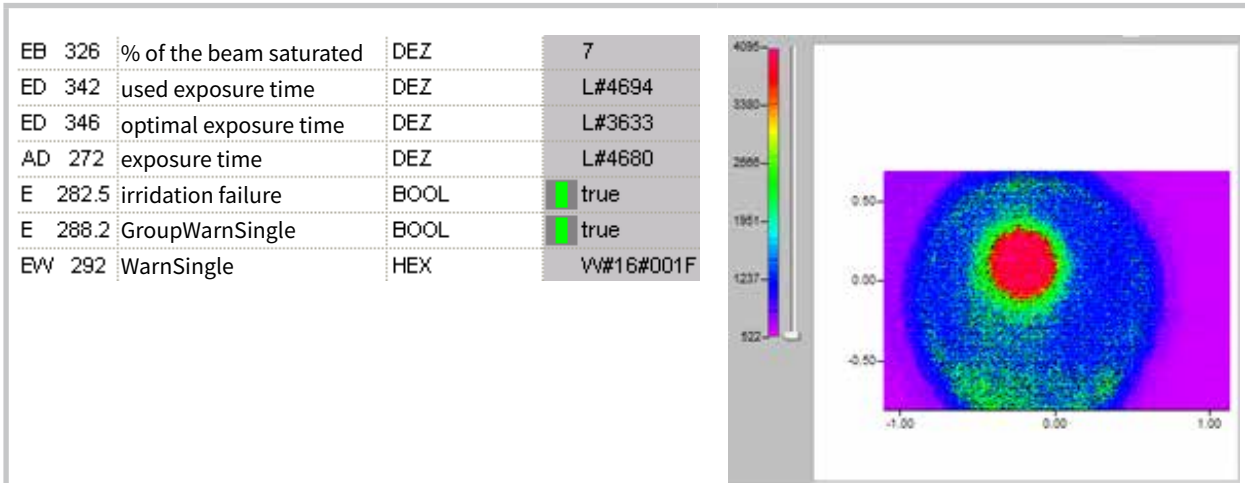 EB 326 % of the beam saturated DEZ 7
ED 342 used exposure time DEZ L#4694
ED 346 optimal exposure time DEZ L#3633
AD 272 exposure time DEZ L#4680
E 282.5 irridation failure BOOL true
E 288.2 GroupWarnSingle BOOL true
EW 292 WarnSingle HEX W#16#001F
4095
3380
2666
1951
1237
522
0.50
0.00
-0.50
-1.00 0.00 1.00